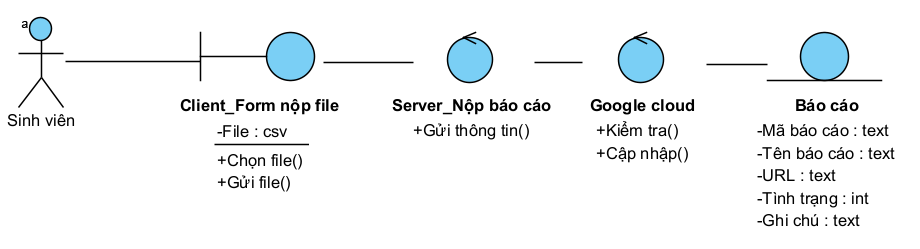 a
Sinh viên
Client_Form nộp file
-File : csv
+Chọn file()
+Gửi file()
Server_Nộp báo cáo
+Gửi thông tin()
Google cloud
+Kiểm tra()
+Cập nhập()
Báo cáo
-Mã báo cáo : text
-Tên báo cáo : text
-URL : text
-Tình trạng : int
-Ghi chú : text